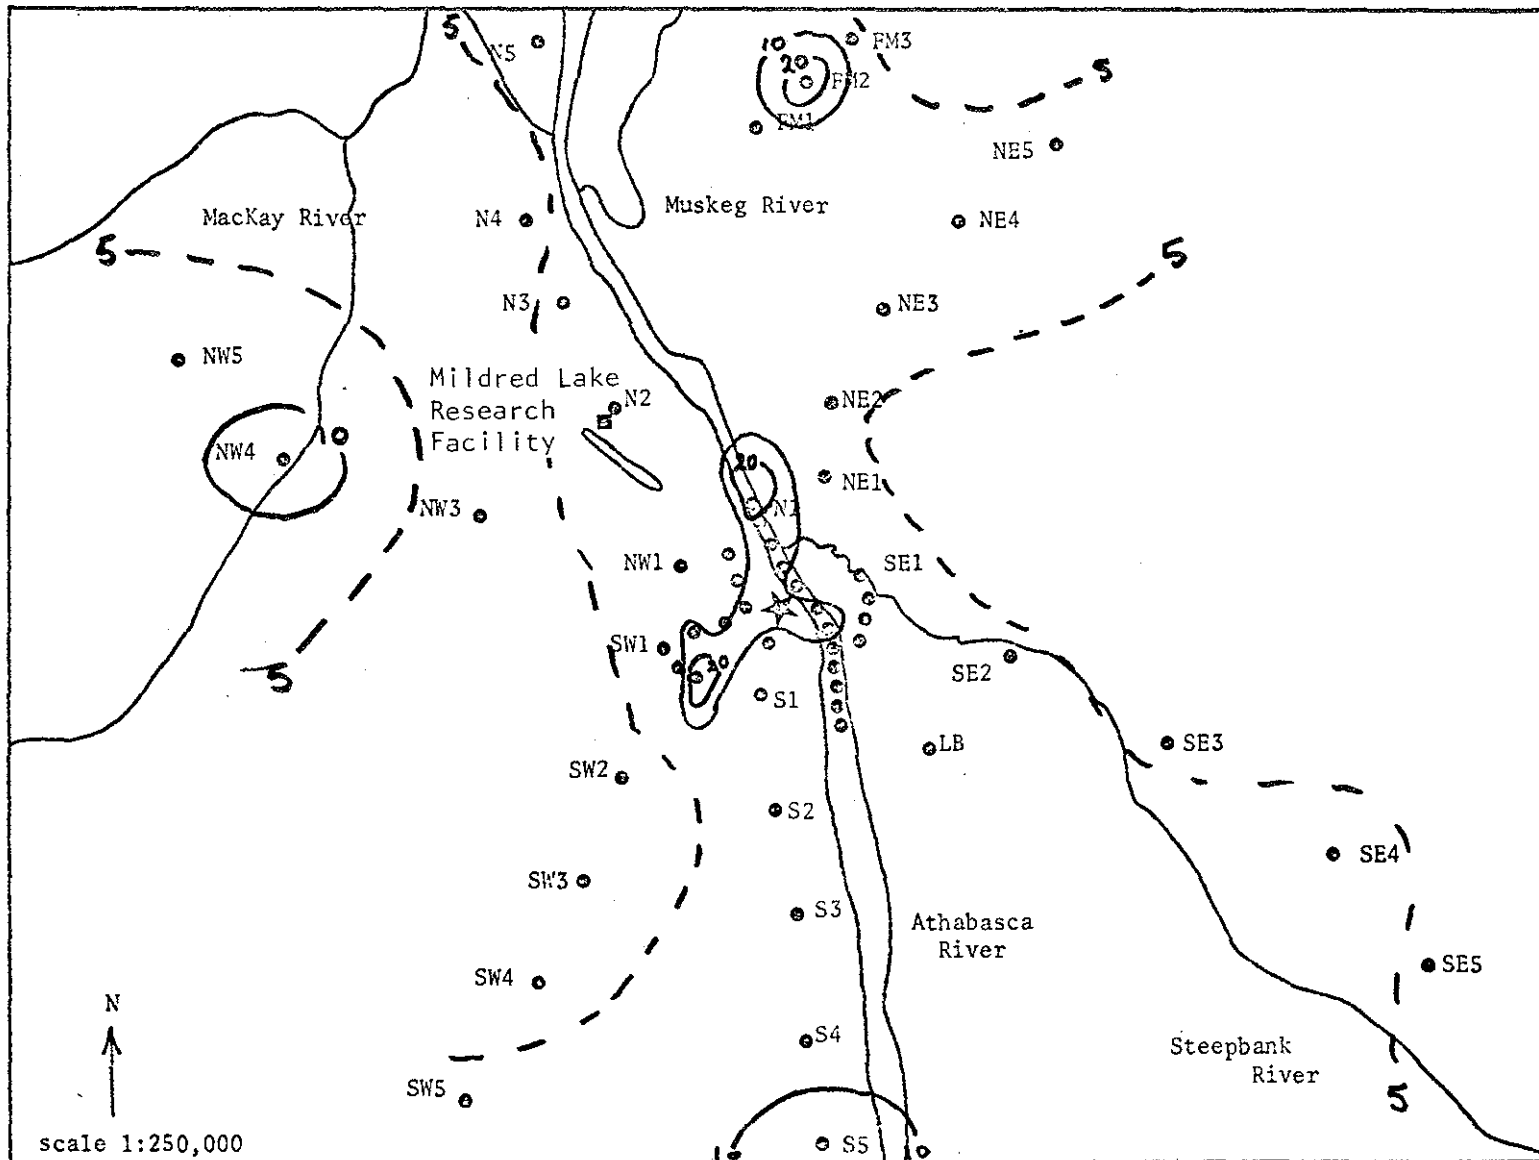 5
N5
10
20
FM3
FM2
5
FM1
NE5
MacKay River
N4
Muskeg River
NE4
5
5
N3
NE3
NW5
Mildred Lake
Research
Facility
N2
NE2
NW4
10
20
NE1
NW3
N1
NW1
SE1
SW1
20
SE2
5
S1
LB
SE3
SW2
S2
SE4
SW3
S3
Athabasca
River
SE5
SW4
N
S4
Steepbank
River
SW5
5
scale 1:250,000
10
S5
10